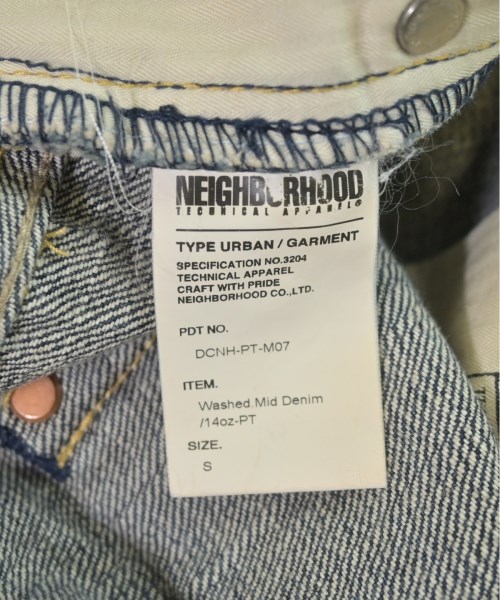 NEIGHBORHOOD
TECHNICAL APPAREL®
TYPE URBAN / GARMENT
SPECIFICATION NO.3204
TECHNICAL APPAREL
CRAFT WITH PRIDE
NEIGHBORHOOD CO.,LTD.
PDT NO.
DCNH-PT-M07
ITEM.
Washed.Mid Denim
/14oz-PT
SIZE.
S